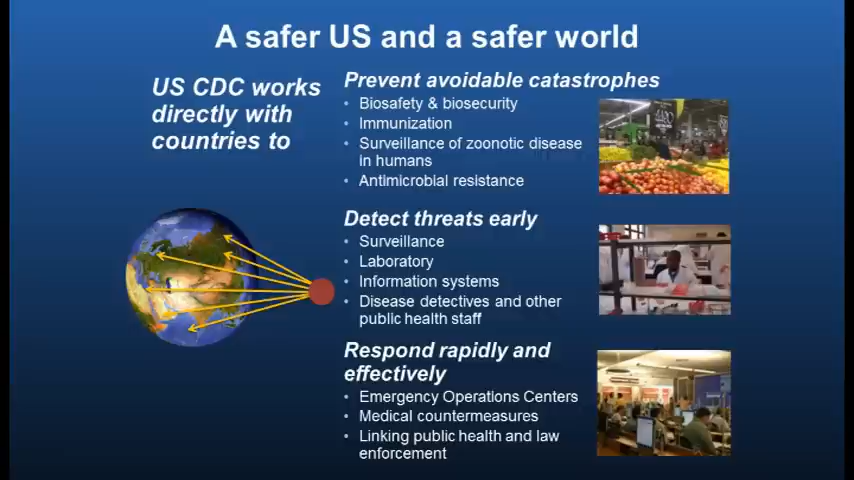 A safer US and a safer world
US CDC works
directly with
countries to
Prevent avoidable catastrophes
• Biosafety & biosecurity
• Immunization
• Surveillance of zoonotic disease
in humans
• Antimicrobial resistance
Detect threats early
• Surveillance
• Laboratory
• Information systems
• Disease detectives and other
public health staff
Respond rapidly and
effectively
• Emergency Operations Centers
• Medical countermeasures
• Linking public health and law
enforcement